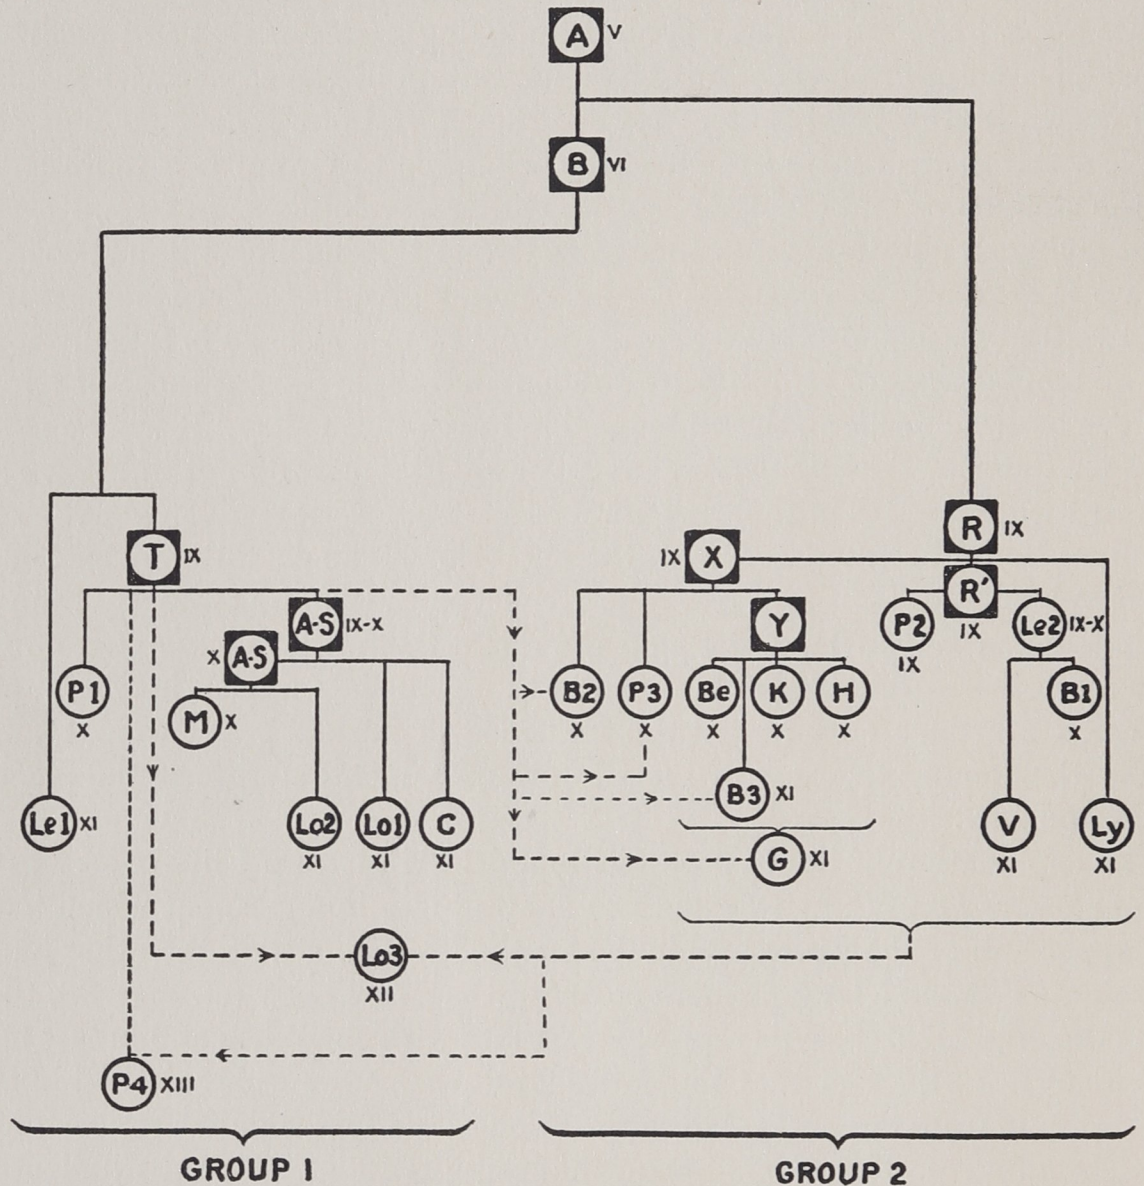 A V
B VI
R IX
T IX
IX X
R' IX
A-S IX-X
Y
P2 IX
Le2 IX-X
X A-S
P1 X
M X
B2 X
P3 X
Be X
K X
H X
B1 X
B3 XI
Le1 XI
Lo2 XI
Lo1 XI
C XI
G XI
V XI
Ly XI
Lo3 XII
P4 XIII
GROUP 1
GROUP 2